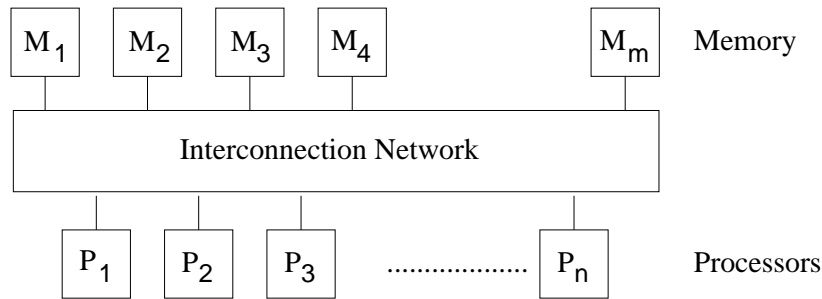 M1 M2 M3 M4 Mm Memory
Interconnection Network
P1 P2 P3 ................... Pn Processors